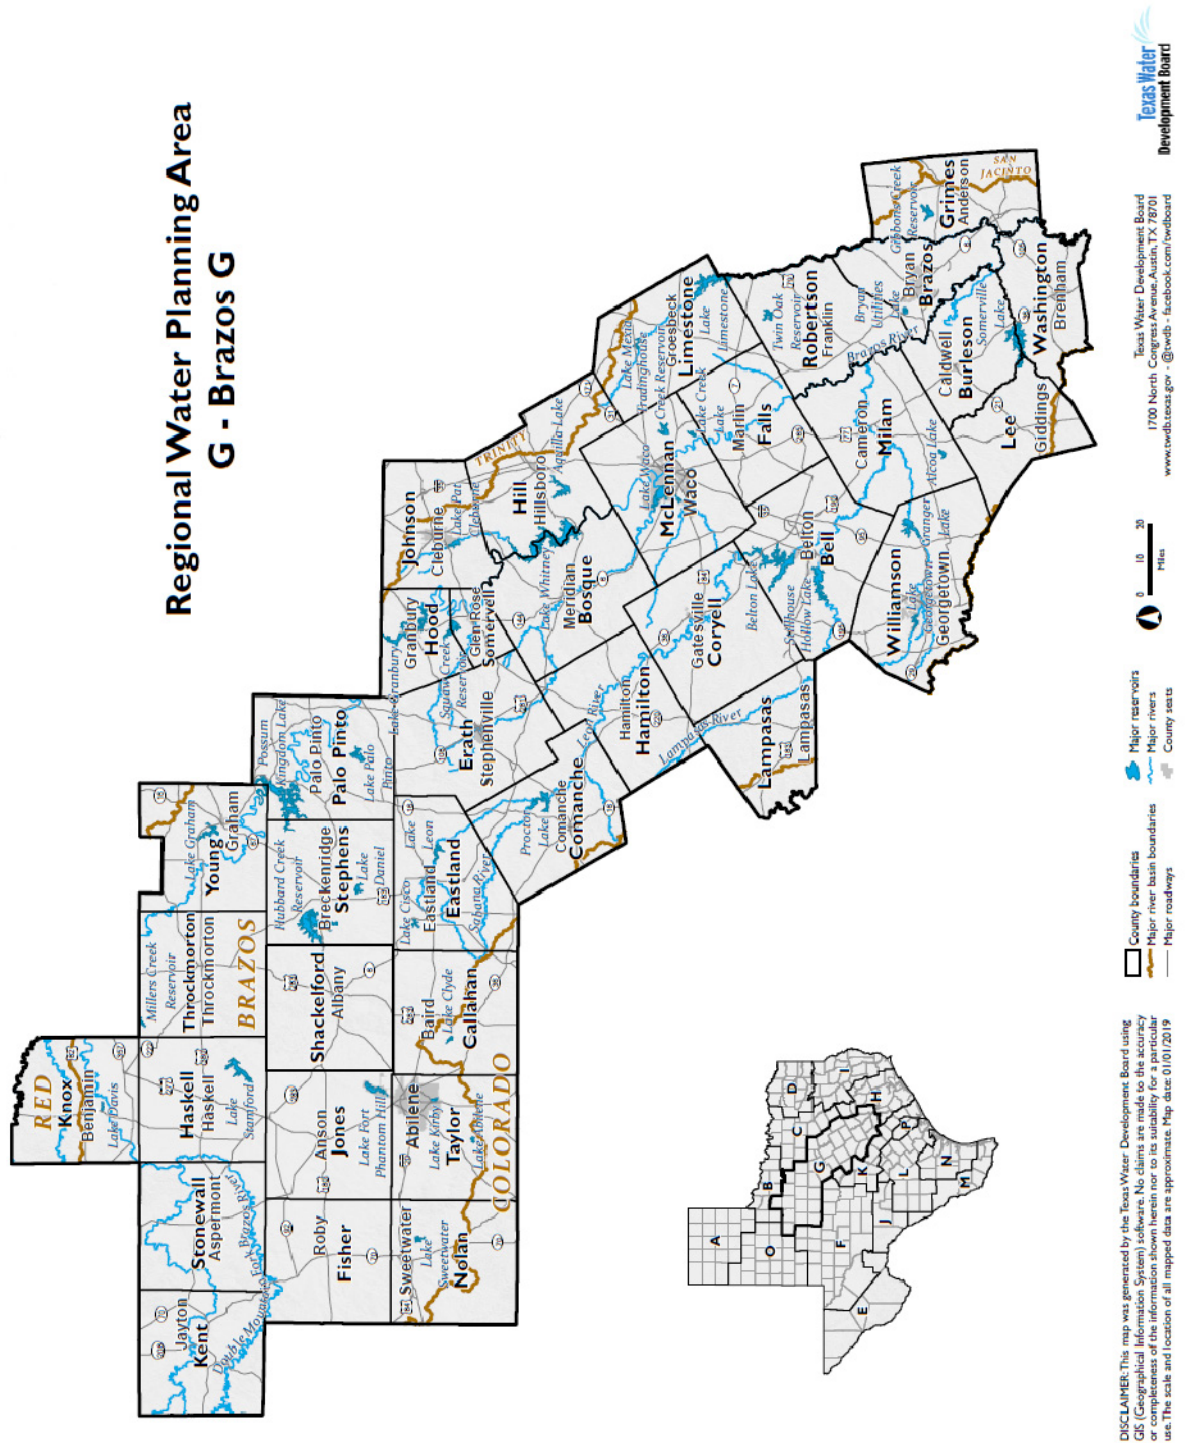 Regional Water Planning Area
G - Brazos G
RED
Knox
Benjamin
Lake Davis
Kent
Jayton
Double Mountain Fork Brazos River
Stonewall
Aspermont
Haskell
Haskell
Lake
Stamford
Throckmorton
Throckmorton
Millers Creek
Reservoir
BRAZOS
Young
Graham
Lake Graham
Fisher
Roby
Jones
Anson
Lake Fort
Phantom Hill
Shackelford
Albany
Stephens
Breckenridge
Hubbard Creek
Reservoir
Lake
Daniel
Palo Pinto
Palo Pinto
Possum
Kingdom Lake
Lake Palo
Pinto
Nolan
Sweetwater
Lake
Sweetwater
Taylor
Abilene
Lake Kirby
Lake Abilene
COLORADO
Callahan
Baird
Lake Clyde
Eastland
Eastland
Lake Cisco
Lake
Leon
Sabana River
Erath
Stephenville
Hood
Granbury
Lake Granbury
Squaw Creek
Reservoir
Somervell
Glen Rose
Johnson
Cleburne
Lake Pat
Cleburne
Comanche
Comanche
Proctor
Lake
Leon River
Hamilton
Hamilton
Bosque
Meridian
Lake Whitney
Hill
Hillsboro
Aquilla Lake
TRINITY
Lampasas
Lampasas
Lampasas River
Coryell
Gatesville
McLennan
Waco
Lake Waco
Lake Mexia
Tradinghouse
Creek Reservoir
Lake Creek
Lake
Limestone
Groesbeck
Lake
Limestone
Bell
Belton
Belton Lake
Stillhouse
Hollow Lake
Falls
Marlin
Robertson
Franklin
Twin Oak
Reservoir
Williamson
Georgetown
Lake
Georgetown
Granger
Lake
Milam
Cameron
Alcoa Lake
Brazos River
Brazos
Bryan
Bryan
Utilities
Lake
Grimes
Anderson
Gibbons Creek
Reservoir
SAN
JACINTO
Burleson
Caldwell
Somerville
Lake
Lee
Giddings
Washington
Brenham
A
B
C
D
E
F
G
H
I
J
K
L
M
N
O
P
County boundaries
Major river basin boundaries
Major roadways
Major reservoirs
Major rivers
County seats
0 10 20
Miles
DISCLAIMER: This map was generated by the Texas Water Development Board using
GIS (Geographical Information System) software. No claims are made to the accuracy
or completeness of the information shown herein nor to its suitability for a particular
use. The scale and location of all mapped data are approximate. Map date: 01/01/2019
Texas Water Development Board
1700 North Congress Avenue, Austin, TX 78701
www.twdb.texas.gov - @twdb - facebook.com/twdboard
Texas Water
Development Board